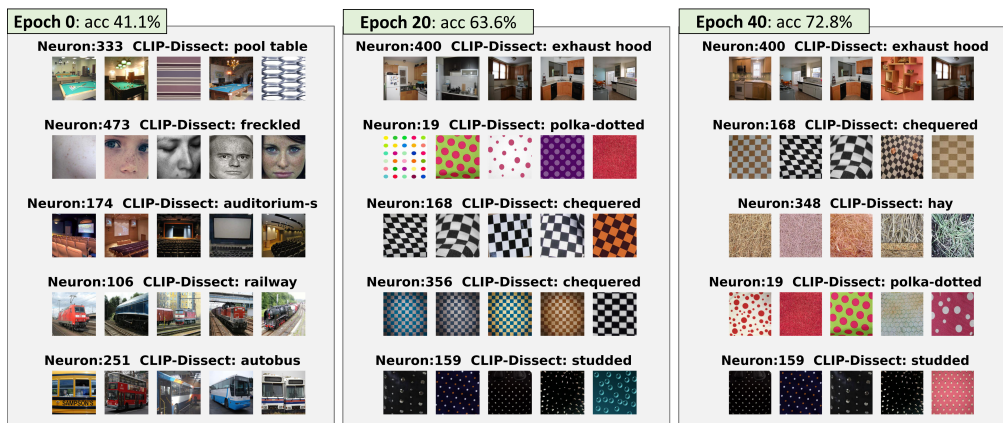 Epoch 0: acc 41.1%
Neuron:333 CLIP-Dissect: pool table
Neuron:473 CLIP-Dissect: freckled
Neuron:174 CLIP-Dissect: auditorium-s
Neuron:106 CLIP-Dissect: railway
Neuron:251 CLIP-Dissect: autobus
SAMPSON'S
Epoch 20: acc 63.6%
Neuron:400 CLIP-Dissect: exhaust hood
Neuron:19 CLIP-Dissect: polka-dotted
Neuron:168 CLIP-Dissect: chequered
Neuron:356 CLIP-Dissect: chequered
Neuron:159 CLIP-Dissect: studded
Epoch 40: acc 72.8%
Neuron:400 CLIP-Dissect: exhaust hood
Neuron:168 CLIP-Dissect: chequered
Neuron:348 CLIP-Dissect: hay
Neuron:19 CLIP-Dissect: polka-dotted
Neuron:159 CLIP-Dissect: studded